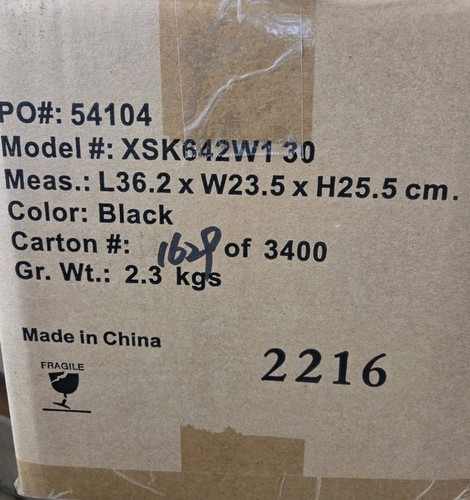 PO#: 54104
Model #: XSK642W1 30
Meas.: L36.2 x W23.5 x H25.5 cm.
Color: Black
Carton #: 1629 of 3400
Gr. Wt.: 2.3 kgs
Made in China
FRAGILE
2216